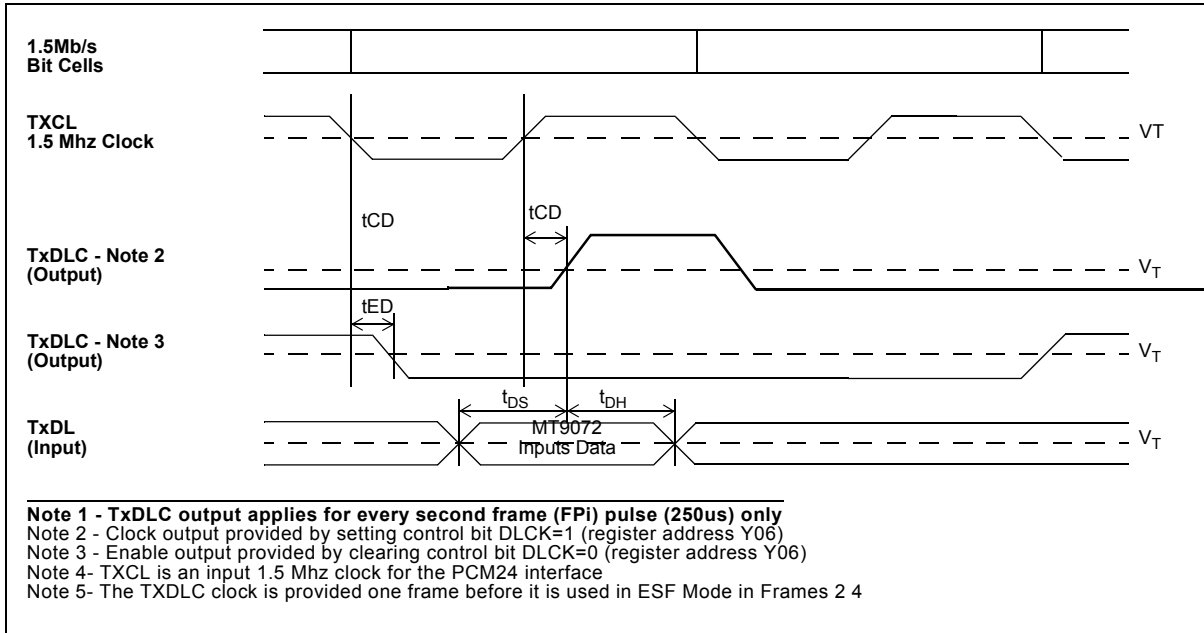 1.5Mb/s
Bit Cells
TXCL
1.5 Mhz Clock
VT
tCD
tCD
TxDLC - Note 2
(Output)
VT
tED
TxDLC - Note 3
(Output)
VT
tDS
tDH
TxDL
(Input)
MT9072
Inputs Data
VT
Note 1 - TxDLC output applies for every second frame (FPi) pulse (250us) only
Note 2 - Clock output provided by setting control bit DLCK=1 (register address Y06)
Note 3 - Enable output provided by clearing control bit DLCK=0 (register address Y06)
Note 4- TXCL is an input 1.5 Mhz clock for the PCM24 interface
Note 5- The TXDLC clock is provided one frame before it is used in ESF Mode in Frames 2 4